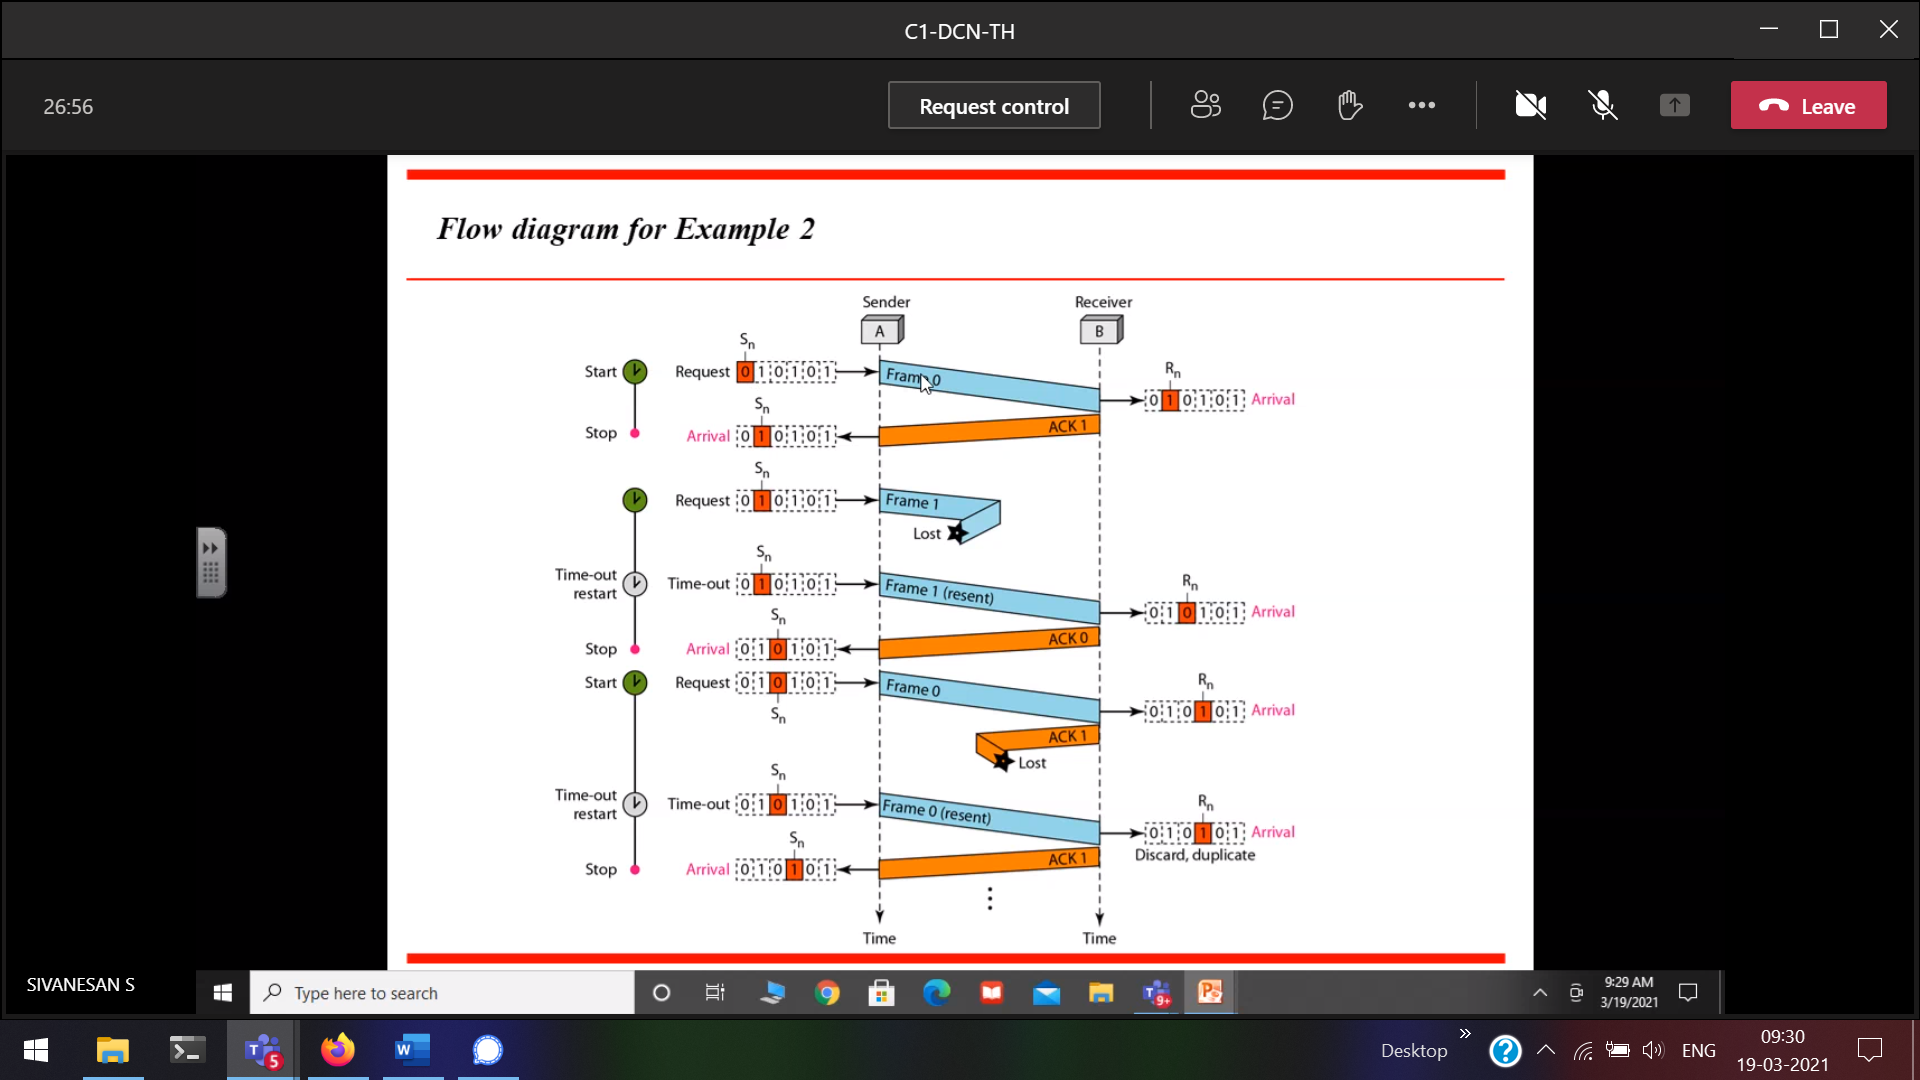 C1-DCN-TH
26:56
Request control
Leave
Flow diagram for Example 2
Sender
Receiver
A
B
Sn
Start
Request
0 1 0 1 0 1
Frame 0
Rn
0 1 0 1 0 1
Arrival
Sn
Stop
Arrival
0 1 0 1 0 1
ACK 1
Sn
Request
0 1 0 1 0 1
Frame 1
Lost
Sn
Time-out
restart
Time-out
0 1 0 1 0 1
Frame 1 (resent)
Rn
0 1 0 1 0 1
Arrival
Sn
Stop
Arrival
0 1 0 1 0 1
ACK 0
Start
Request
0 1 0 1 0 1
Sn
Frame 0
Rn
0 1 0 1 0 1
Arrival
ACK 1
Lost
Sn
Time-out
restart
Time-out
0 1 0 1 0 1
Frame 0 (resent)
Rn
0 1 0 1 0 1
Arrival
Discard, duplicate
Sn
Stop
Arrival
0 1 0 1 0 1
ACK 1
Time
Time
SIVANESAN S
Type here to search
9+
9:29 AM
3/19/2021
5
Desktop
ENG
09:30
19-03-2021